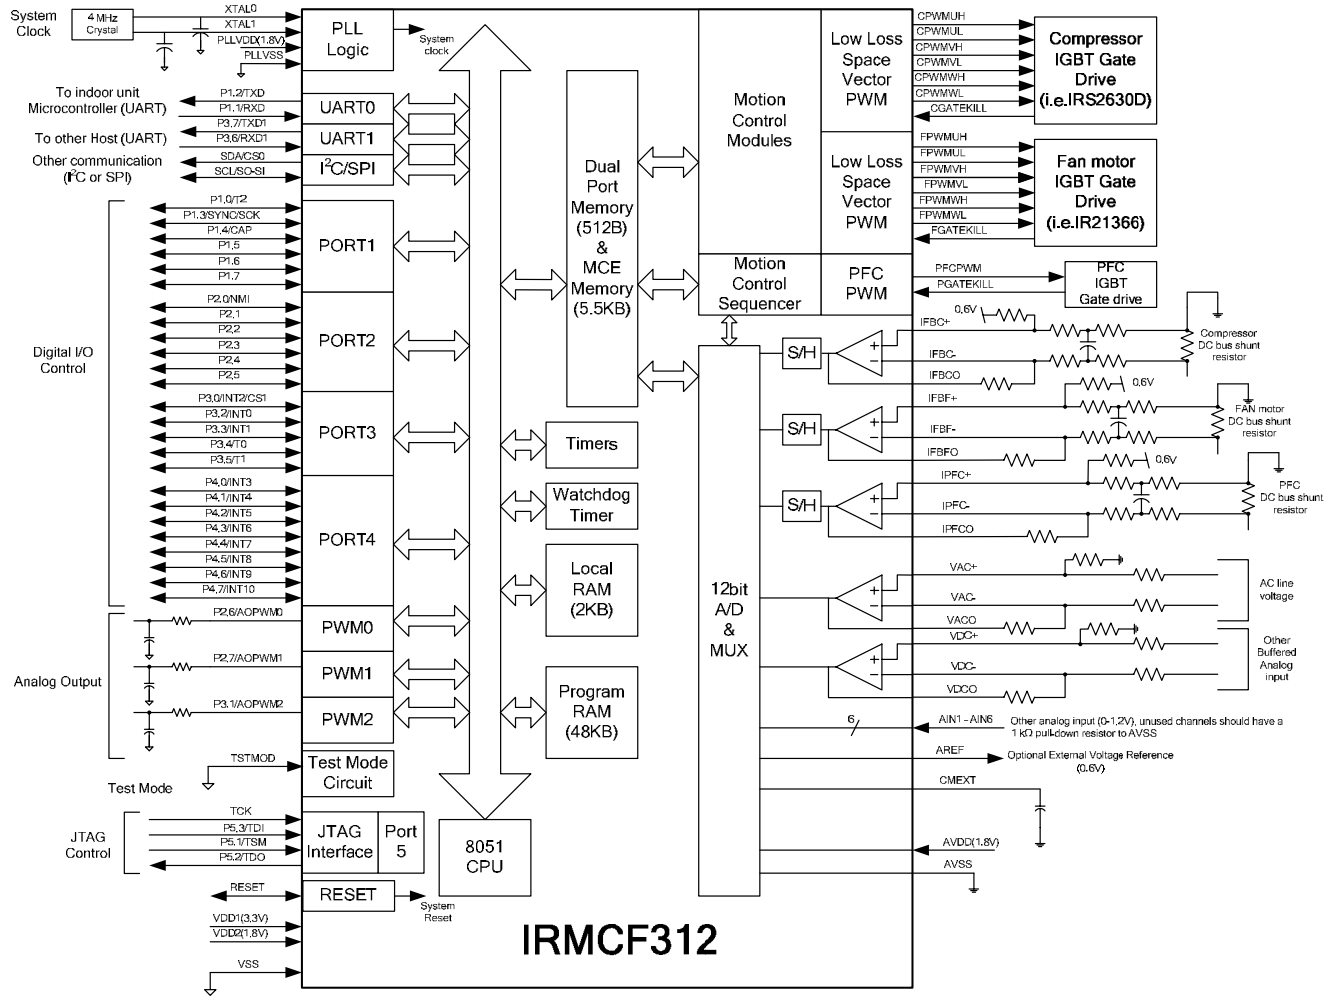 System
Clock
4 MHz
Crystal
XTAL0
XTAL1
PLLVDD(1.8V)
PLLVSS
PLL
Logic
System
clock
To indoor unit
Microcontroller (UART)
P1.2/TXD
P1.1/RXD
UART0
To other Host (UART)
P3.7/TXD1
P3.6/RXD1
UART1
Other communication
(I²C or SPI)
SDA/CS0
SCL/SO-SI
I²C/SPI
Digital I/O
Control
P1.0/T2
P1.3/SYNC/SCK
P1.4/CAP
P1.5
P1.6
P1.7
PORT1
P2.0/NMI
P2.1
P2.2
P2.3
P2.4
P2.5
PORT2
P3.0/INT2/CS1
P3.2/INT0
P3.3/INT1
P3.4/T0
P3.5/T1
PORT3
P4.0/INT3
P4.1/INT4
P4.2/INT5
P4.3/INT6
P4.4/INT7
P4.5/INT8
P4.6/INT9
P4.7/INT10
PORT4
Analog Output
P2.6/AOPWM0
PWM0
P2.7/AOPWM1
PWM1
P3.1/AOPWM2
PWM2
Test Mode
TSTMOD
Test Mode
Circuit
JTAG
Control
TCK
P5.3/TDI
P5.1/TSM
P5.2/TDO
JTAG
Interface
Port
5
RESET
RESET
System
Reset
VDD1(3.3V)
VDD2(1.8V)
VSS
8051
CPU
Dual
Port
Memory
(512B)
&
MCE
Memory
(5.5KB)
Timers
Watchdog
Timer
Local
RAM
(2KB)
Program
RAM
(48KB)
Motion
Control
Modules
Motion
Control
Sequencer
Low Loss
Space
Vector
PWM
Low Loss
Space
Vector
PWM
PFC
PWM
12bit
A/D
&
MUX
S/H
S/H
S/H
CPWMUH
CPWMUL
CPWMVH
CPWMVL
CPWMWH
CPWMWL
CGATEKILL
Compressor
IGBT Gate
Drive
(i.e.IRS2630D)
FPWMUH
FPWMUL
FPWMVH
FPWMVL
FPWMWH
FPWMWL
FGATEKILL
Fan motor
IGBT Gate
Drive
(i.e.IR21366)
PFCPWM
PGATEKILL
PFC
IGBT
Gate drive
0.6V
IFBC+
IFBC-
IFBCO
+
−
Compressor
DC bus shunt
resistor
0.6V
IFBF+
IFBF-
IFBFO
+
−
FAN motor
DC bus shunt
resistor
0.6V
IPFC+
IPFC-
IPFCO
+
−
PFC
DC bus shunt
resistor
VAC+
VAC-
VACO
+
−
AC line
voltage
VDC+
VDC-
VDCO
+
−
Other
Buffered
Analog
input
6
AIN1 - AIN6
Other analog input (0-1.2V), unused channels should have a
1 kΩ pull-down resistor to AVSS
AREF
Optional External Voltage Reference
(0.6V)
CMEXT
AVDD(1.8V)
AVSS
IRMCF312